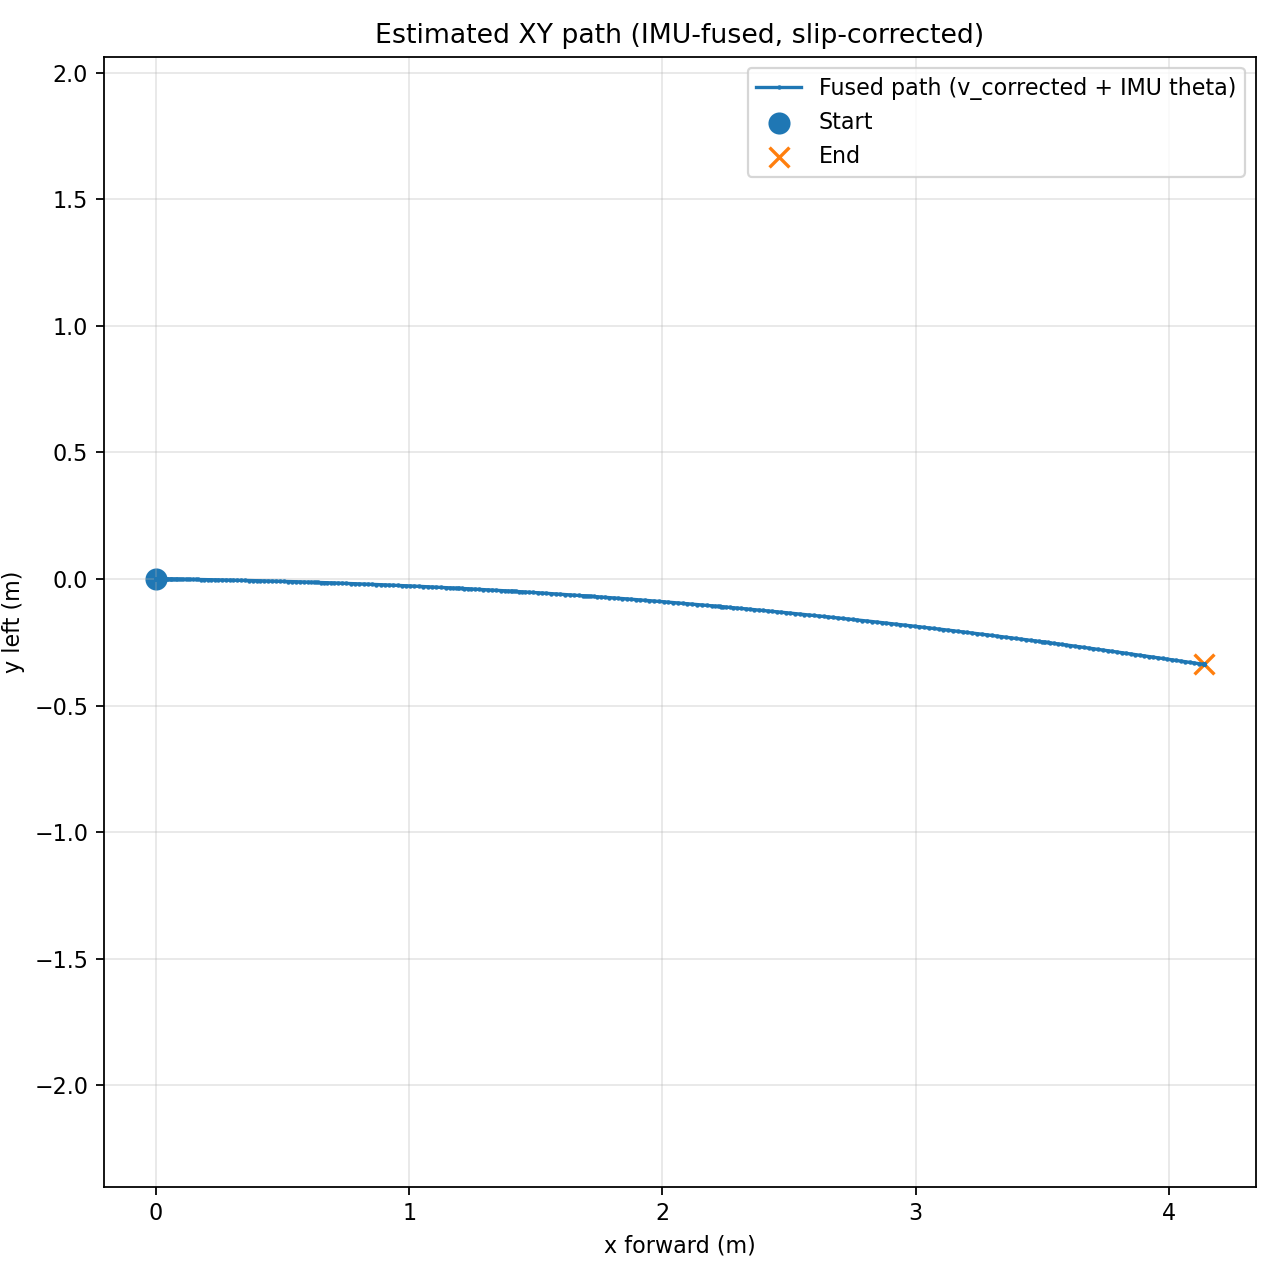 Estimated XY path (IMU-fused, slip-corrected)
Fused path (v_corrected + IMU theta)
Start
End
y left (m)
2.0
1.5
1.0
0.5
0.0
−0.5
−1.0
−1.5
−2.0
0 1 2 3 4
x forward (m)